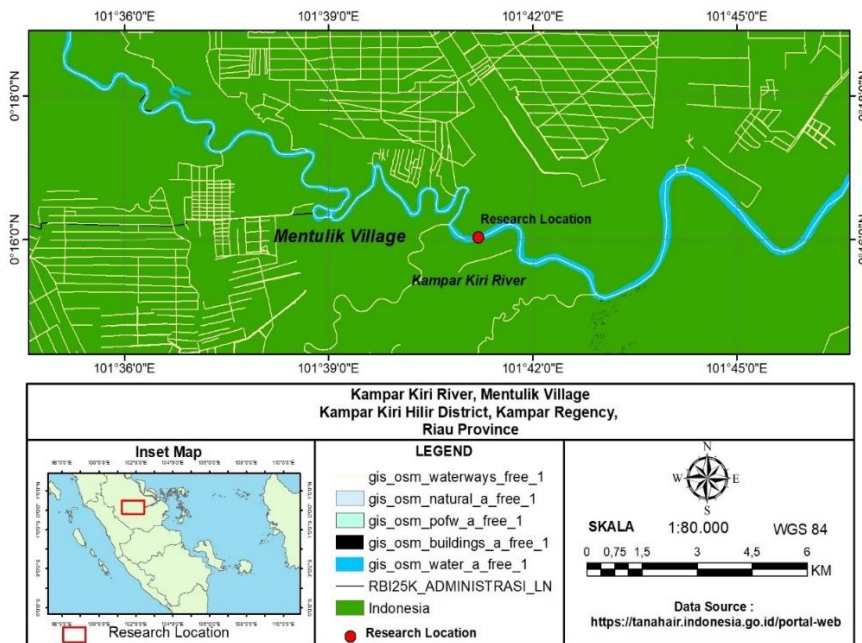 101°36'0"E 101°39'0"E 101°42'0"E 101°45'0"E
0°18'0"N
0°16'0"N
Research Location
Mentulik Village
Kampar Kiri River
101°36'0"E 101°39'0"E 101°42'0"E 101°45'0"E
Kampar Kiri River, Mentulik Village
Kampar Kiri Hilir District, Kampar Regency,
Riau Province
Inset Map
Research Location
LEGEND
gis_osm_waterways_free_1
gis_osm_natural_a_free_1
gis_osm_pofw_a_free_1
gis_osm_buildings_a_free_1
gis_osm_water_a_free_1
RBI25K_ADMINISTRASI_LN
Indonesia
Research Location
N
W E
S
SKALA 1:80.000 WGS 84
0 0,75 1,5 3 4,5 6
KM
Data Source :
https://tanahair.indonesia.go.id/portal-web